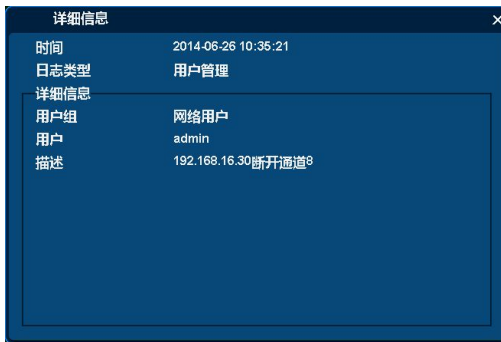 详细信息
时间 2014-06-26 10:35:21
日志类型 用户管理
详细信息
用户组 网络用户
用户 admin
描述 192.168.16.30断开通道8